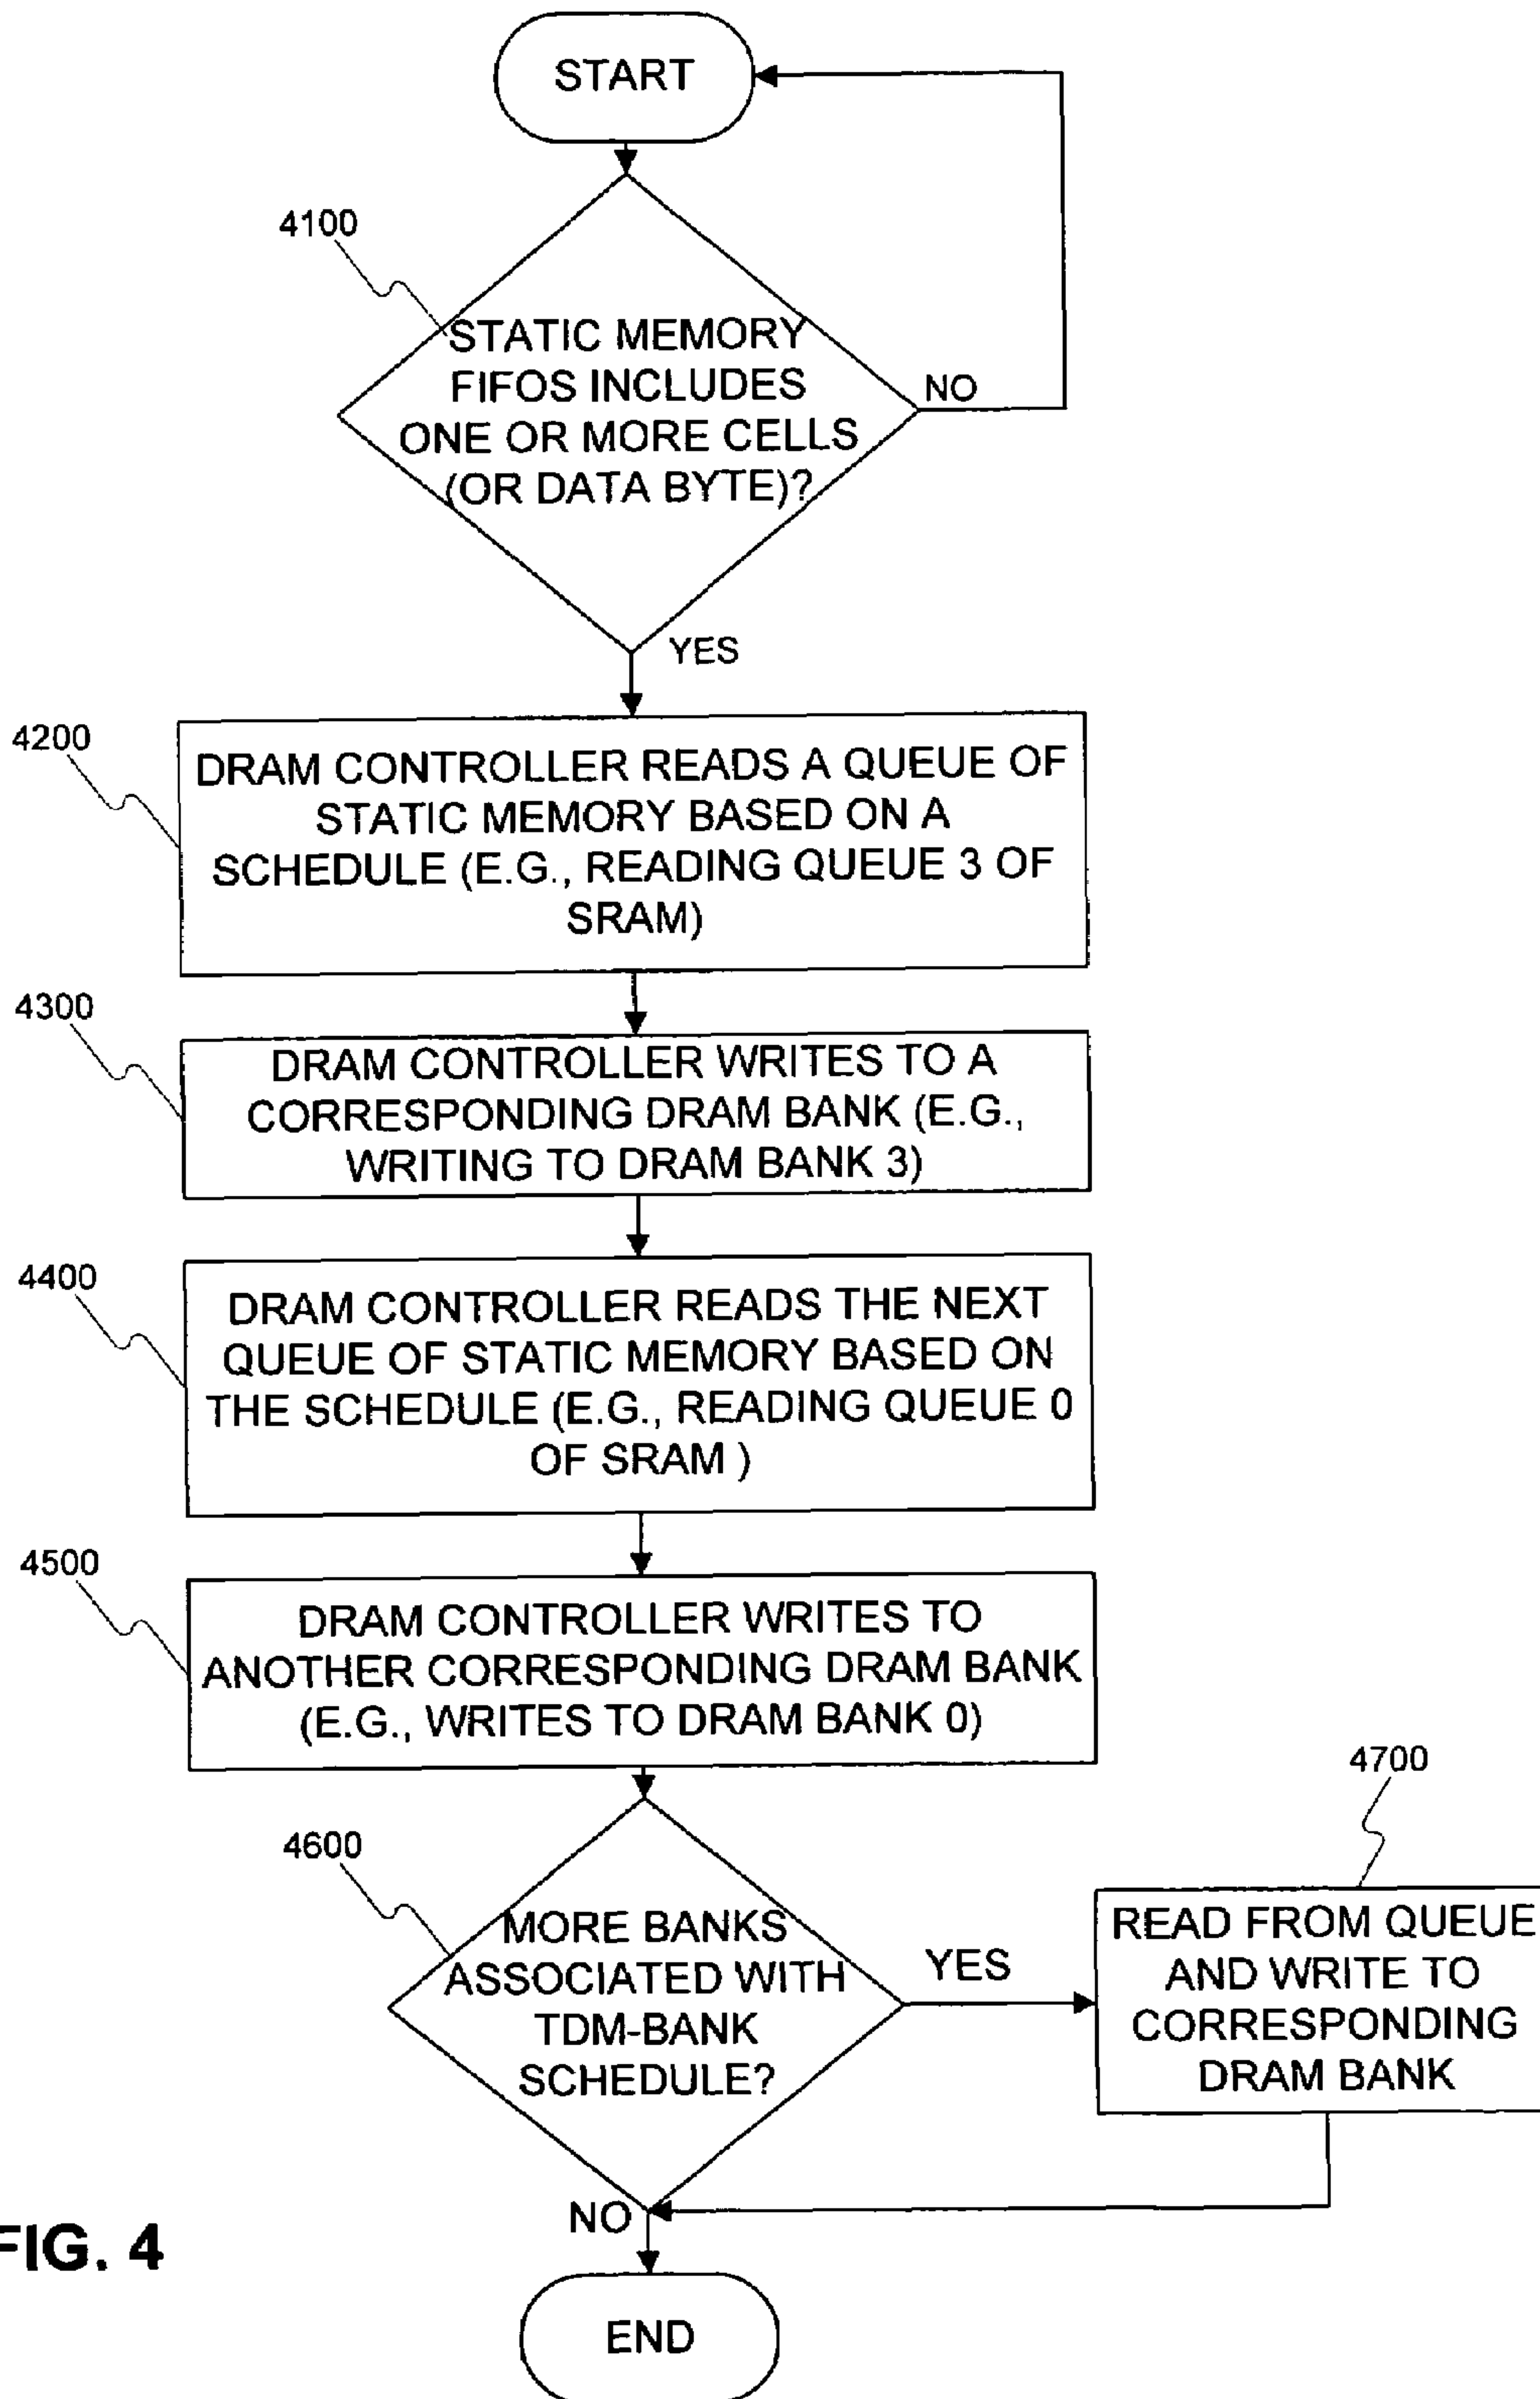 START
4100
STATIC MEMORY
FIFOS INCLUDES
ONE OR MORE CELLS
(OR DATA BYTE)?
NO
YES
4200
DRAM CONTROLLER READS A QUEUE OF
STATIC MEMORY BASED ON A
SCHEDULE (E.G., READING QUEUE 3 OF
SRAM)
4300
DRAM CONTROLLER WRITES TO A
CORRESPONDING DRAM BANK (E.G.,
WRITING TO DRAM BANK 3)
4400
DRAM CONTROLLER READS THE NEXT
QUEUE OF STATIC MEMORY BASED ON
THE SCHEDULE (E.G., READING QUEUE 0
OF SRAM )
4500
DRAM CONTROLLER WRITES TO
ANOTHER CORRESPONDING DRAM BANK
(E.G., WRITES TO DRAM BANK 0)
4600
MORE BANKS
ASSOCIATED WITH
TDM-BANK
SCHEDULE?
YES
4700
READ FROM QUEUE
AND WRITE TO
CORRESPONDING
DRAM BANK
NO
FIG. 4
END